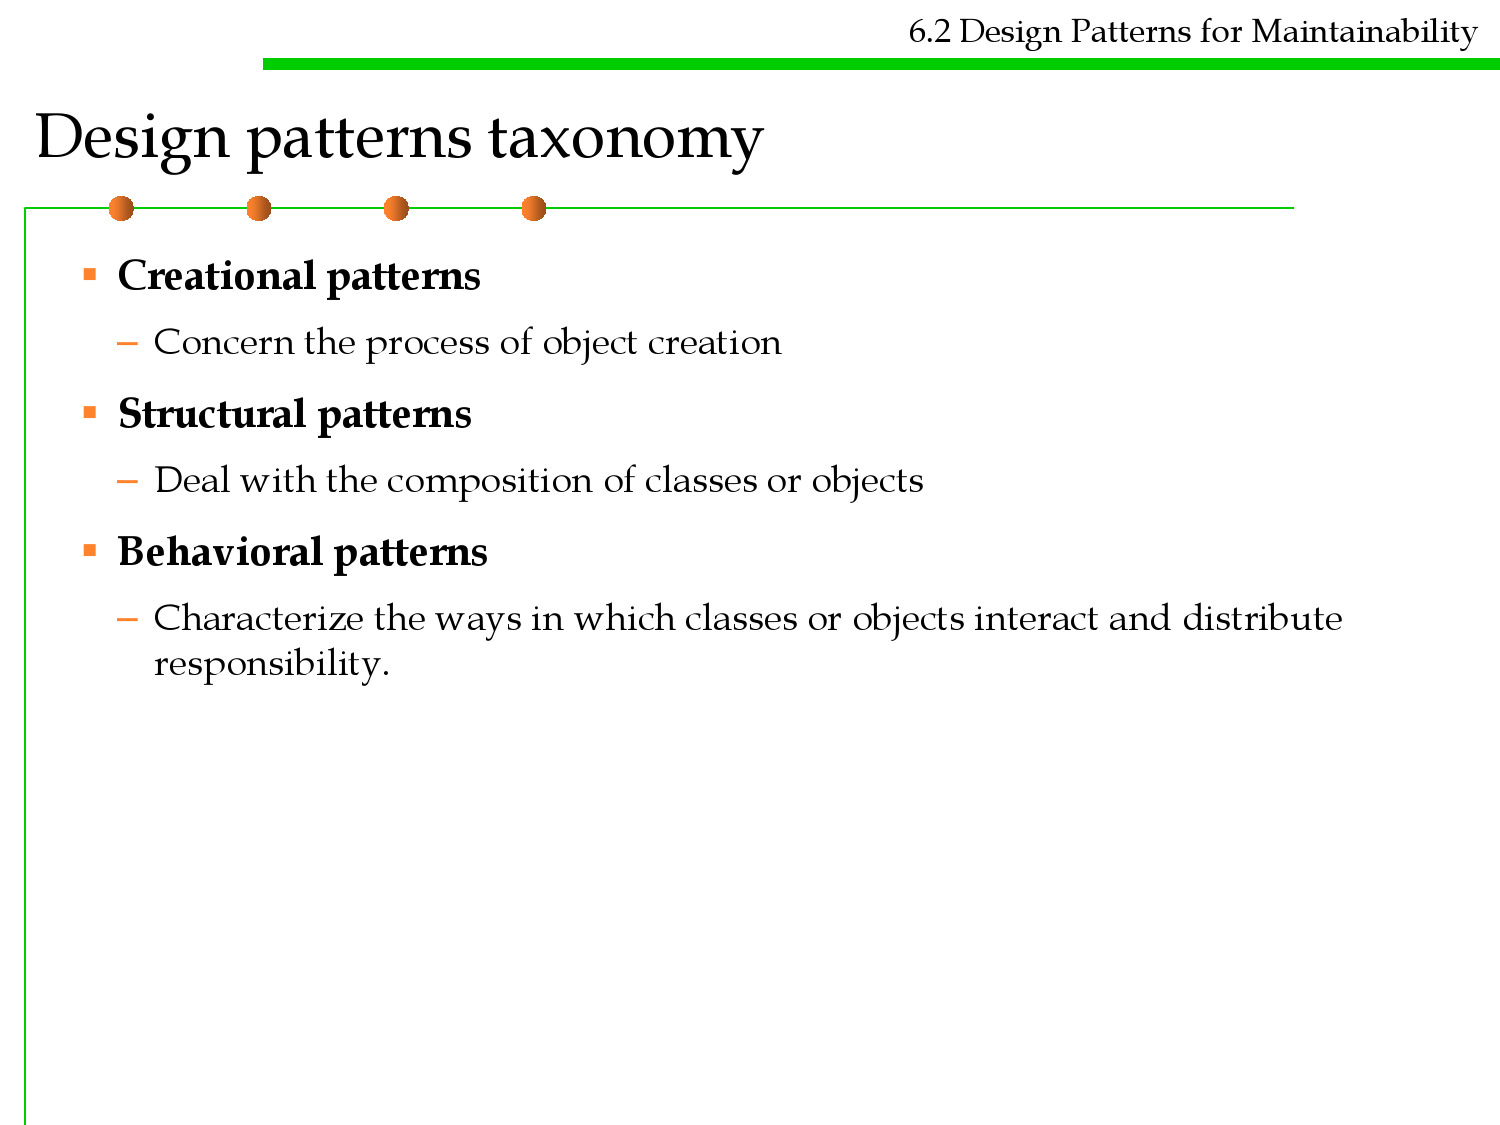 6.2 Design Patterns for Maintainability
Design patterns taxonomy
▪ Creational patterns
– Concern the process of object creation
▪ Structural patterns
– Deal with the composition of classes or objects
▪ Behavioral patterns
– Characterize the ways in which classes or objects interact and distribute
responsibility.